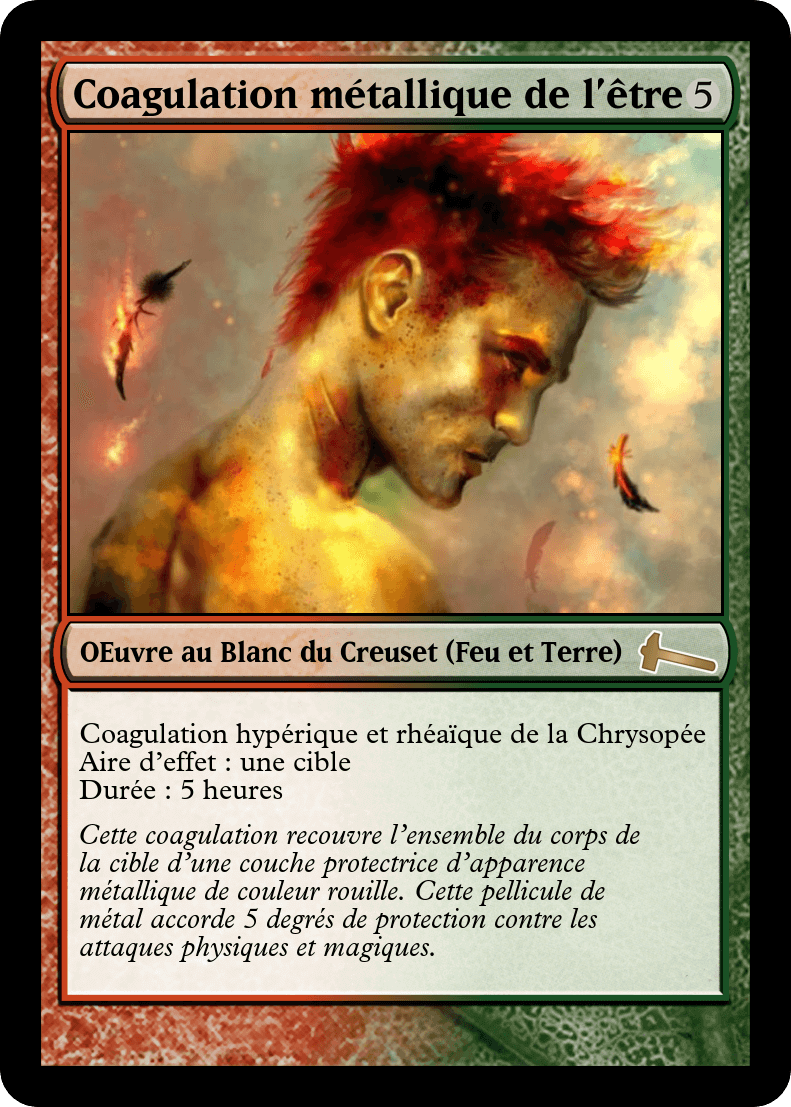 Coagulation métallique de l'être 5
OEuvre au Blanc du Creuset (Feu et Terre)
Coagulation hypérique et rhéaïque de la Chrysopée
Aire d'effet : une cible
Durée : 5 heures
Cette coagulation recouvre l'ensemble du corps de
la cible d'une couche protectrice d'apparence
métallique de couleur rouille. Cette pellicule de
métal accorde 5 degrés de protection contre les
attaques physiques et magiques.